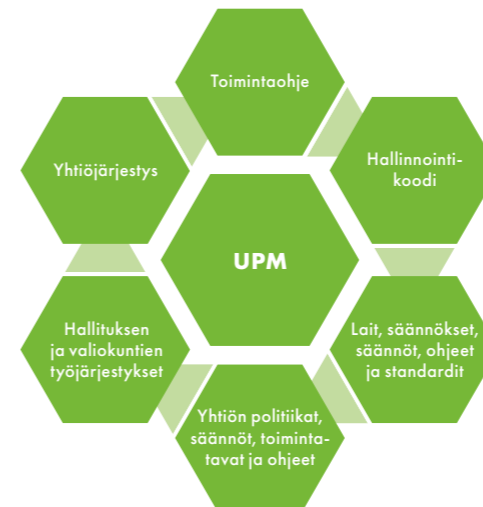 Toimintaohje
Yhtiöjärjestys
Hallinnointi-
koodi
UPM
Hallituksen
ja valiokuntien
työjärjestykset
Lait, säännökset,
säännöt, ohjeet
ja standardit
Yhtiön politiikat,
säännöt, toiminta-
tavat ja ohjeet